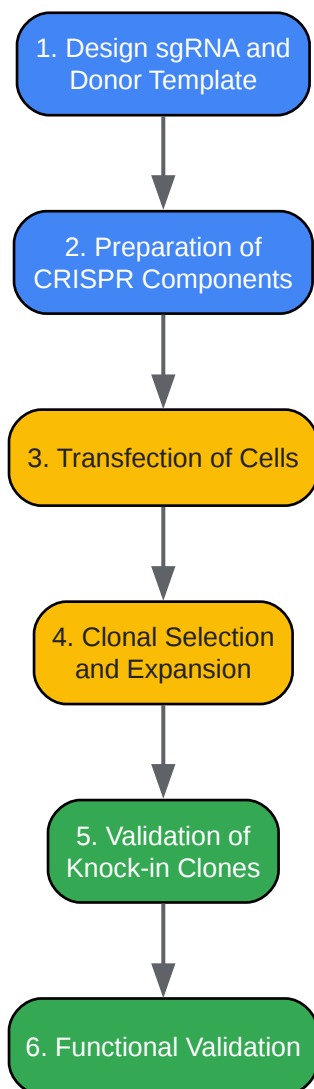 1. Design sgRNA and
Donor Template
2. Preparation of
CRISPR Components
3. Transfection of Cells
4. Clonal Selection
and Expansion
5. Validation of
Knock-in Clones
6. Functional Validation